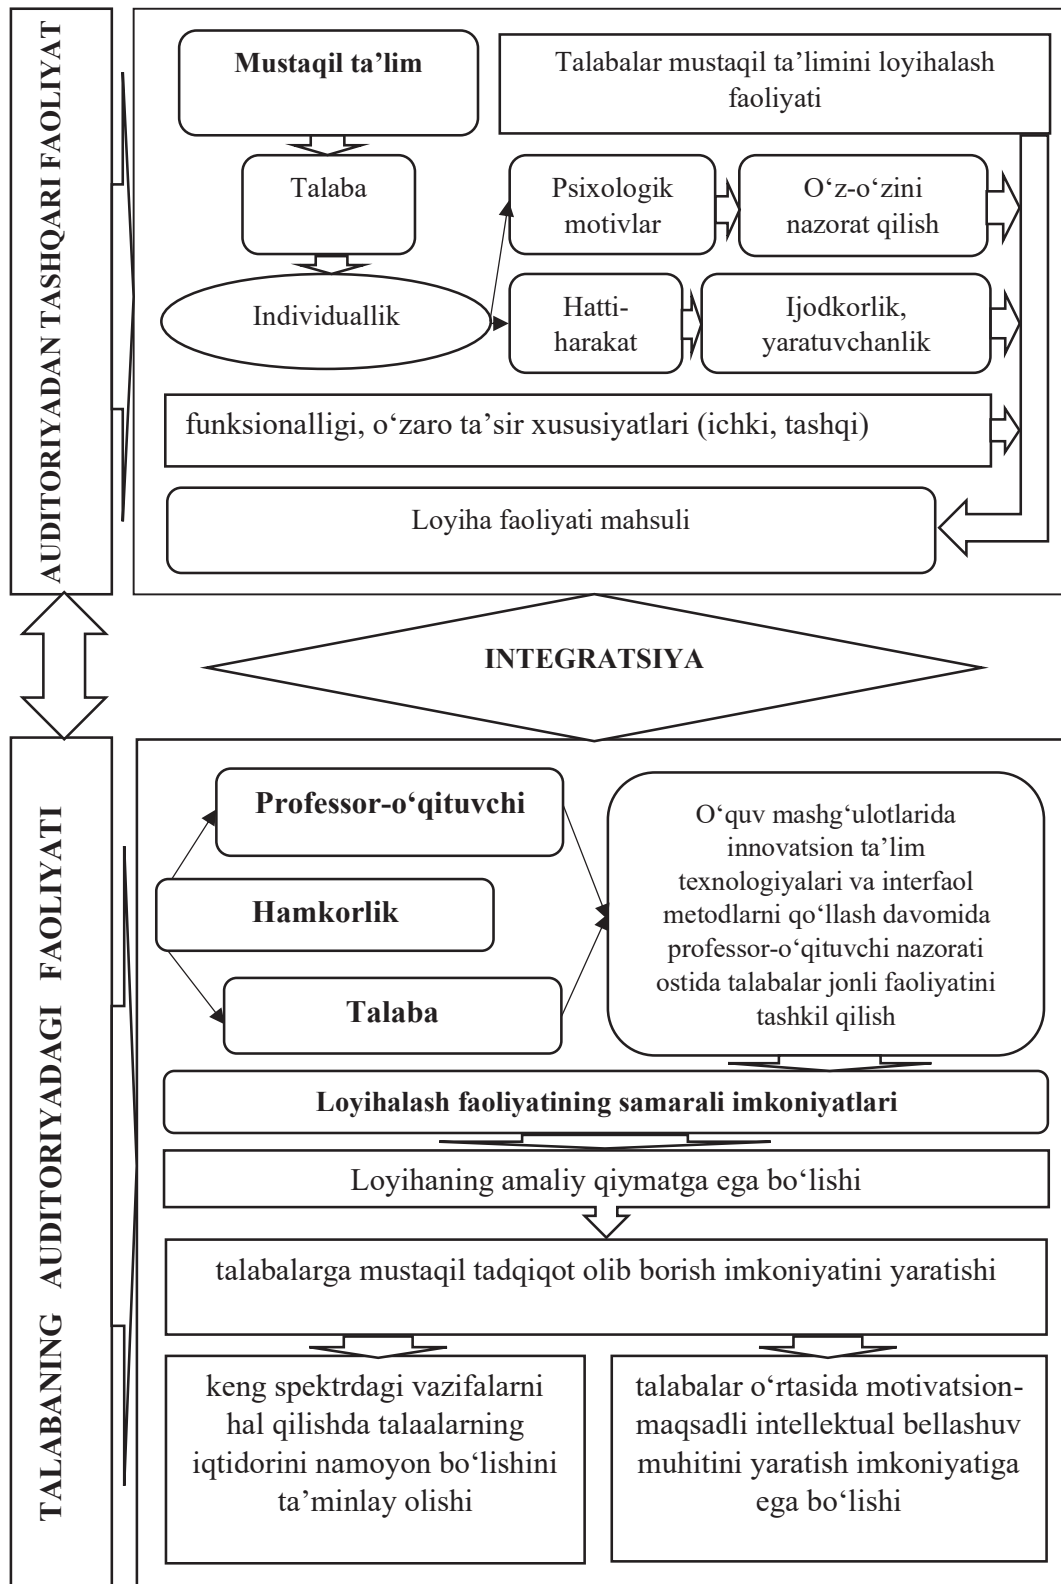 AUDITORIYADAN TASHQARI FAOLIYAT
Mustaqil ta’lim
Talabalar mustaqil ta’limini loyihalash
faoliyati
Talaba
Psixologik
motivlar
O‘z-o‘zini
nazorat qilish
Individuallik
Hatti-
harakat
Ijodkorlik,
yaratuvchanlik
funksionalligi, o‘zaro ta’sir xususiyatlari (ichki, tashqi)
Loyiha faoliyati mahsuli
INTEGRATSIYA
TALABANING AUDITORIYADAGI FAOLIYATI
Professor-o‘qituvchi
Hamkorlik
Talaba
O‘quv mashg‘ulotlarida
innovatsion ta’lim
texnologiyalari va interfaol
metodlarni qo‘llash davomida
professor-o‘qituvchi nazorati
ostida talabalar jonli faoliyatini
tashkil qilish
Loyihalash faoliyatining samarali imkoniyatlari
Loyihaning amaliy qiymatga ega bo‘lishi
talabalarga mustaqil tadqiqot olib borish imkoniyatini yaratishi
keng spektrdagi vazifalarni
hal qilishda talaalarning
iqtidorini namoyon bo‘lishini
ta’minlay olishi
talabalar o‘rtasida motivatsion-
maqsadli intellektual bellashuv
muhitini yaratish imkoniyatiga
ega bo‘lishi